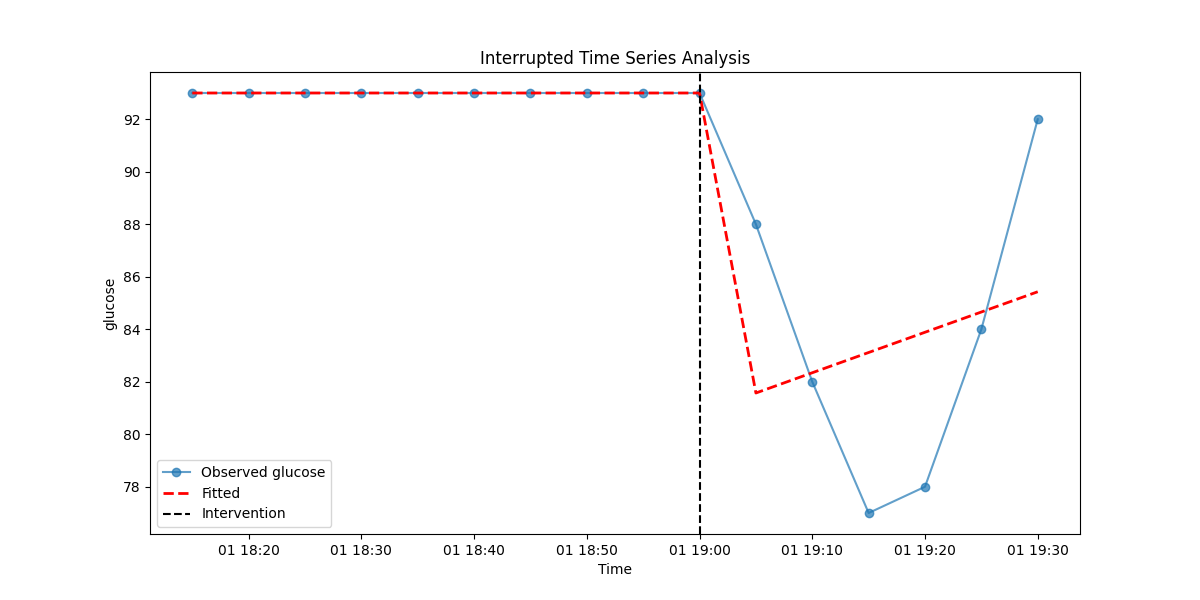 Interrupted Time Series Analysis
glucose
92
90
88
86
84
82
80
78
Observed glucose
Fitted
Intervention
01 18:20 01 18:30 01 18:40 01 18:50 01 19:00 01 19:10 01 19:20 01 19:30
Time